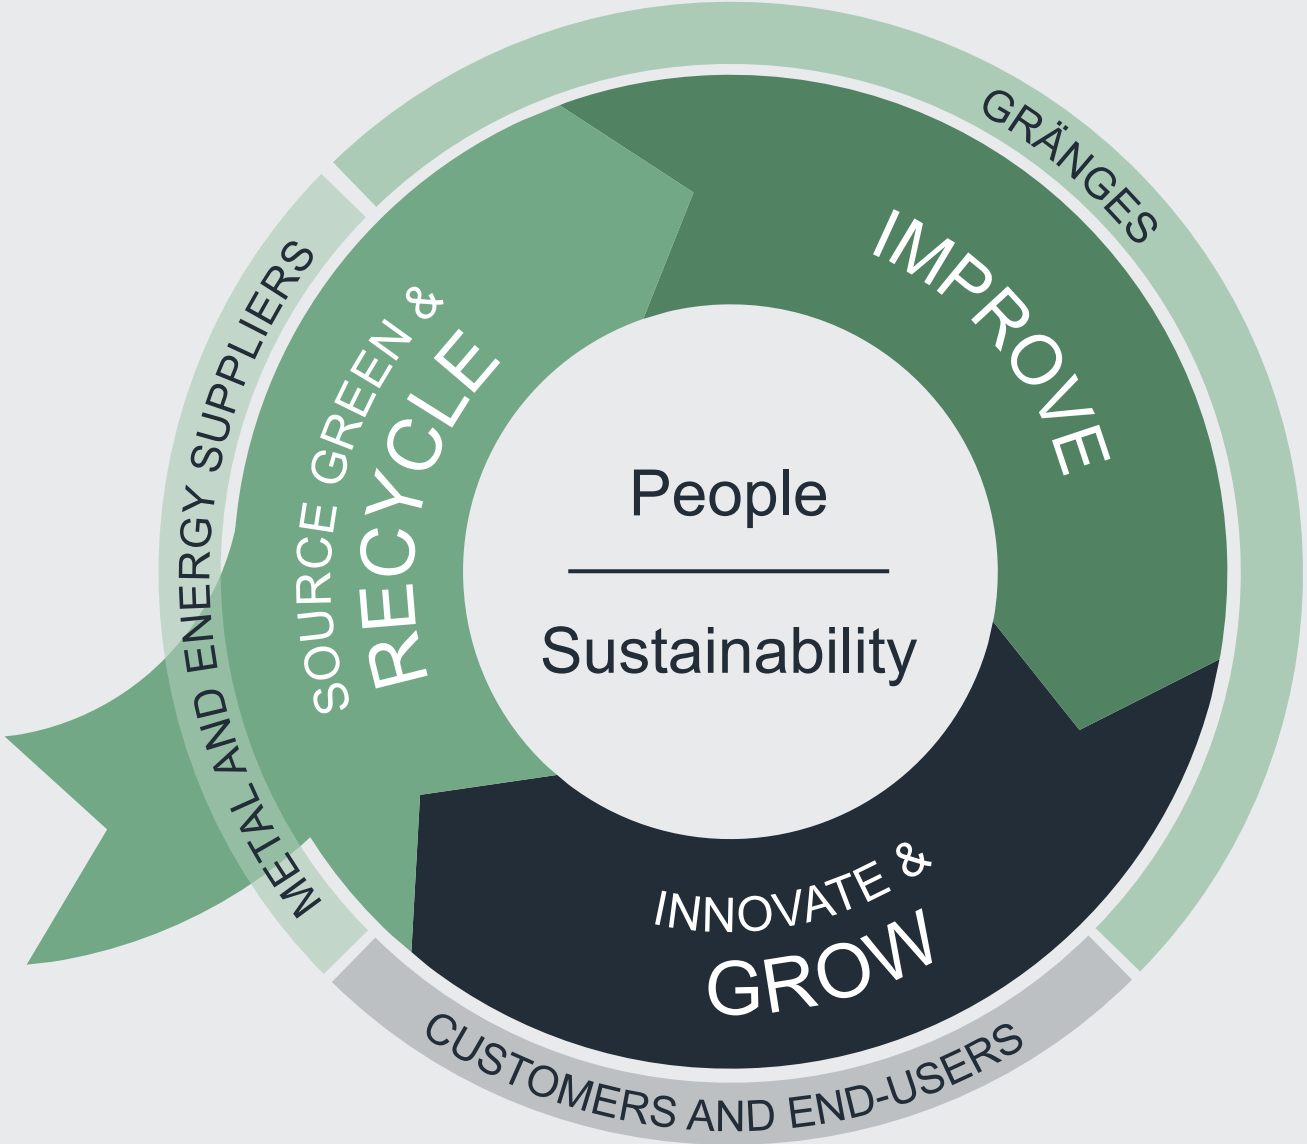 GRÄNGES
IMPROVE
METAL AND ENERGY SUPPLIERS
SOURCE GREEN &
RECYCLE
People
Sustainability
INNOVATE &
GROW
CUSTOMERS AND END-USERS